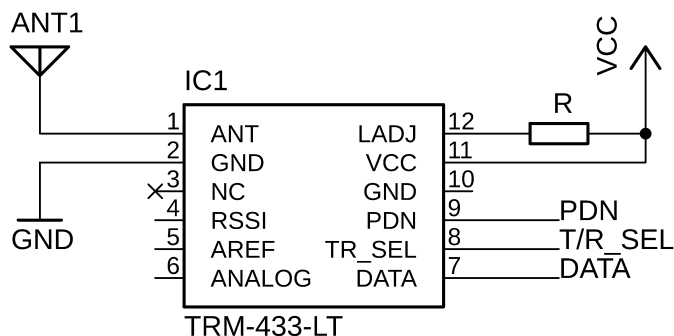 ANT1
VCC
IC1
R
1 ANT LADJ 12
2 GND VCC 11
3 NC GND 10
4 RSSI PDN 9 PDN
5 AREF TR_SEL 8 T/R_SEL
6 ANALOG DATA 7 DATA
GND
TRM-433-LT